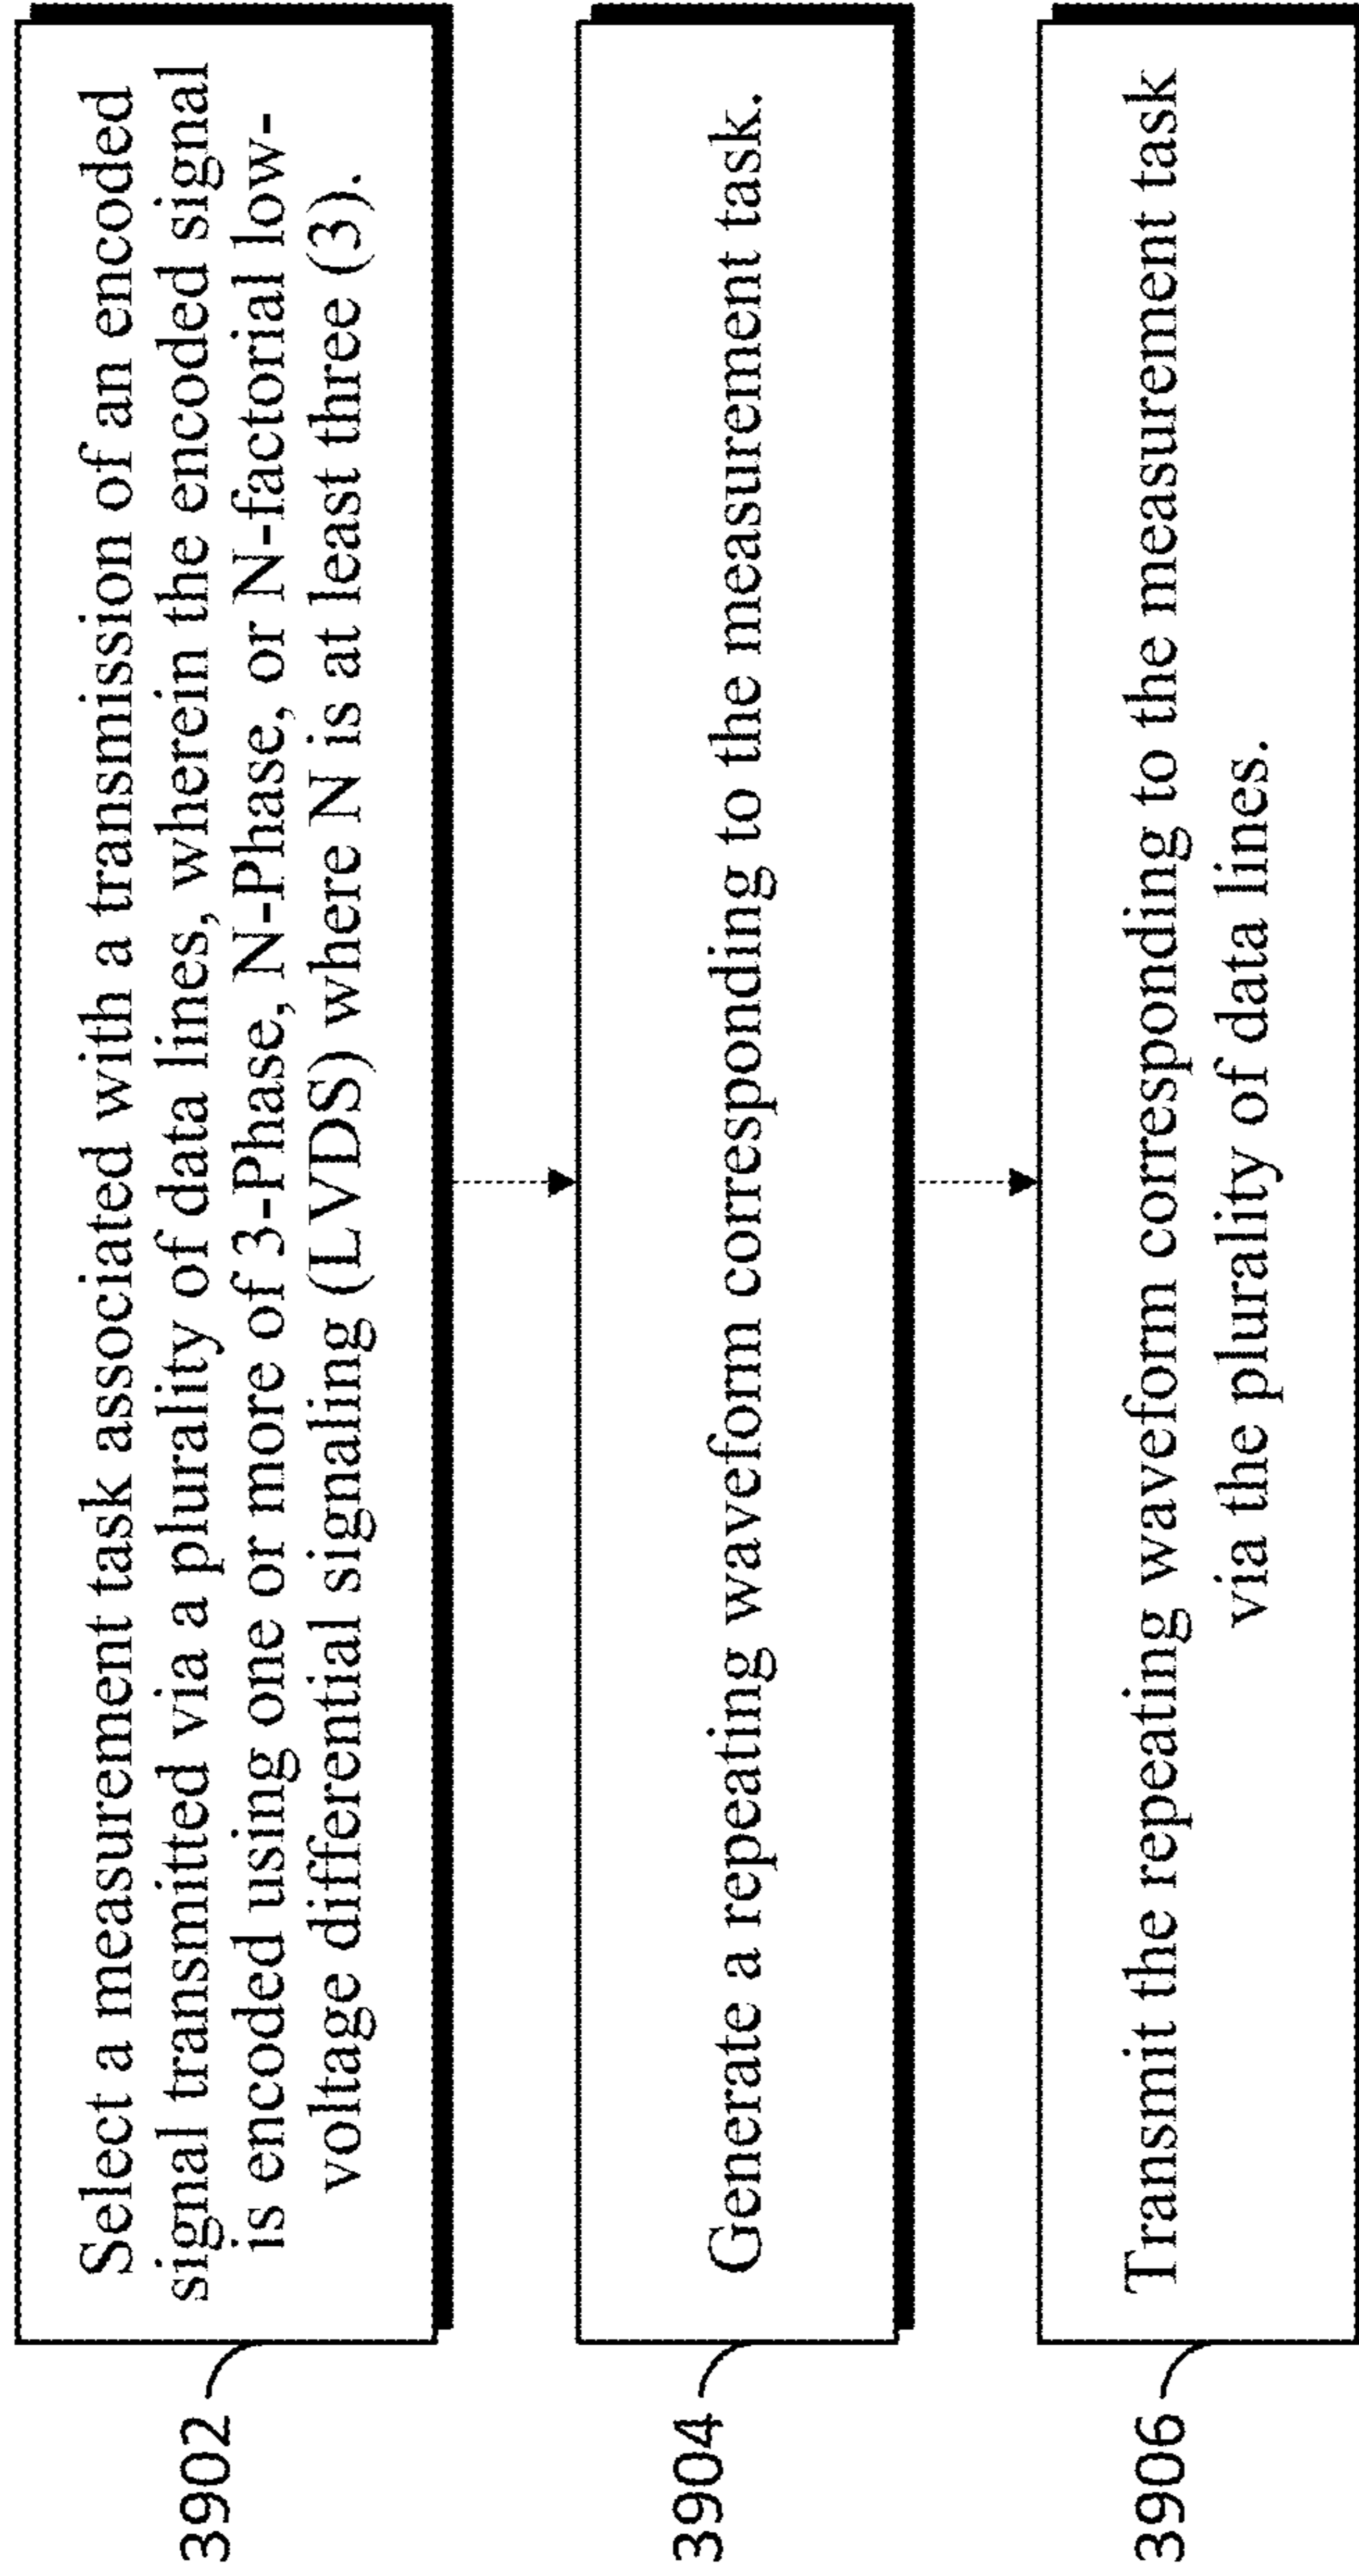 3902
Select a measurement task associated with a transmission of an encoded
signal transmitted via a plurality of data lines, wherein the encoded signal
is encoded using one or more of 3-Phase, N-Phase, or N-factorial low-
voltage differential signaling (LVDS) where N is at least three (3).
3904
Generate a repeating waveform corresponding to the measurement task.
3906
Transmit the repeating waveform corresponding to the measurement task
via the plurality of data lines.